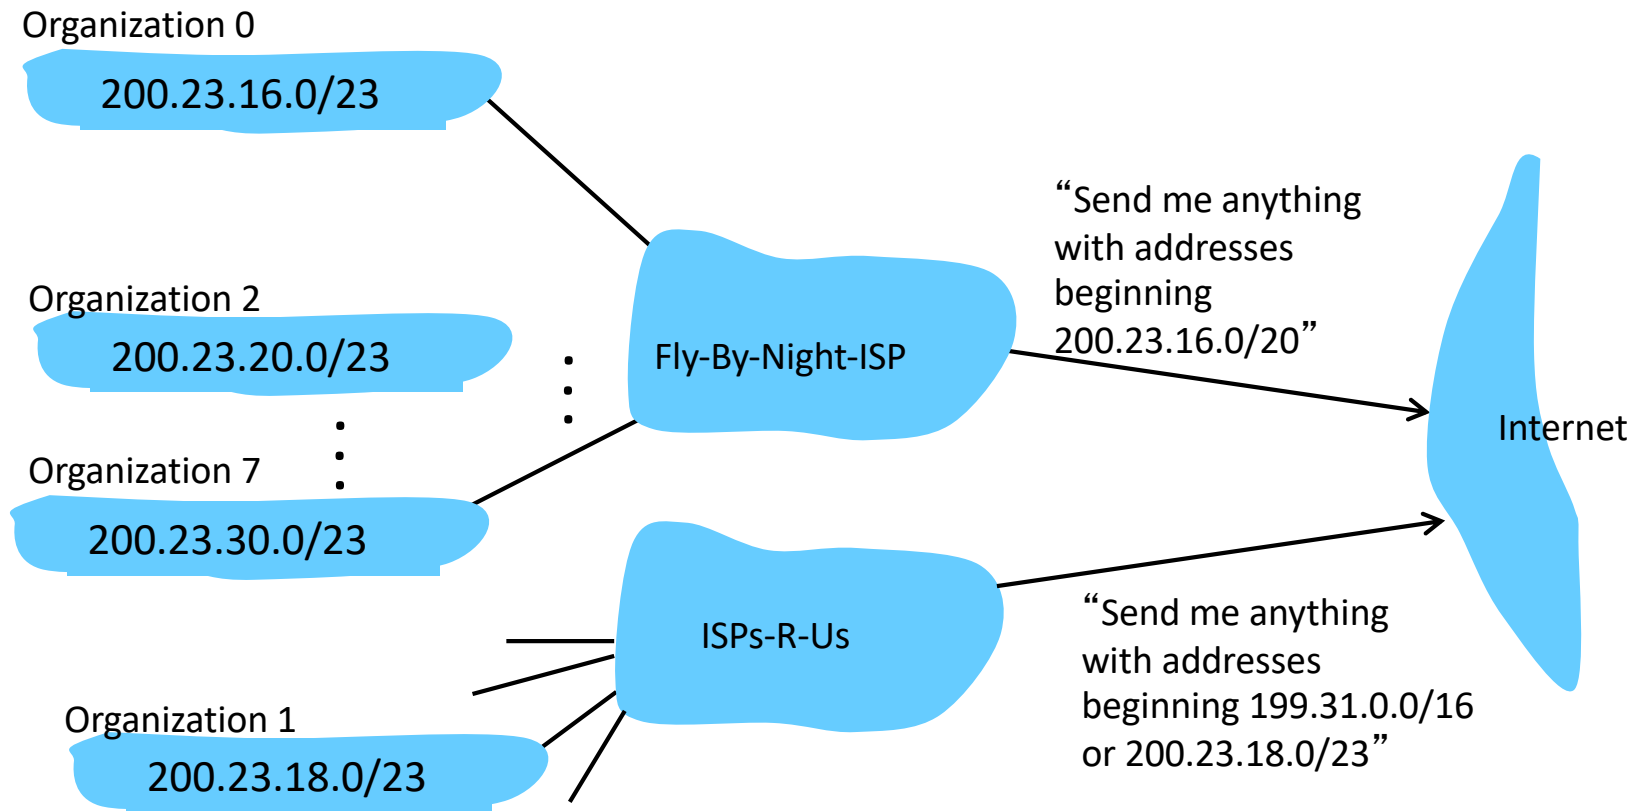 Organization 0
200.23.16.0/23
Organization 2
200.23.20.0/23
Organization 7
200.23.30.0/23
Organization 1
200.23.18.0/23
Fly-By-Night-ISP
ISPs-R-Us
“Send me anything
with addresses
beginning
200.23.16.0/20”
“Send me anything
with addresses
beginning 199.31.0.0/16
or 200.23.18.0/23”
Internet